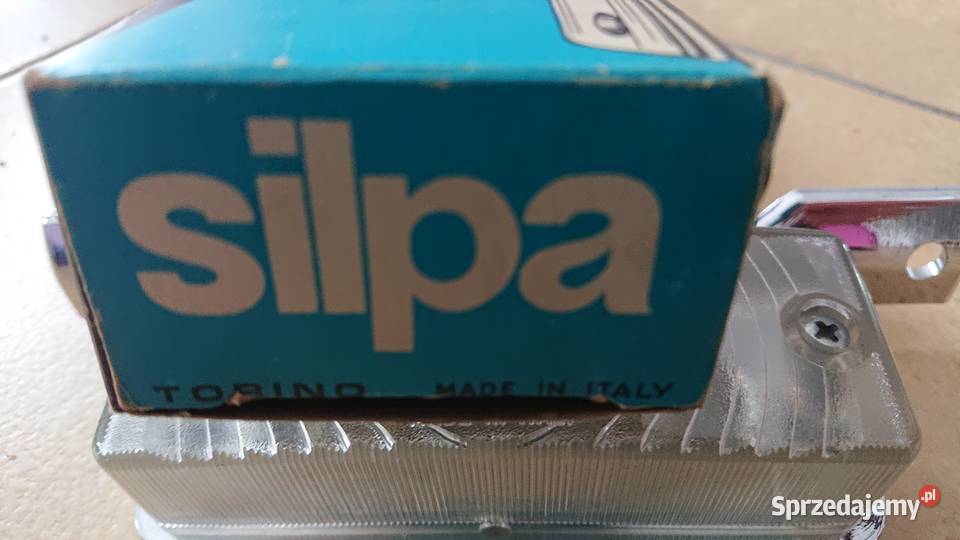 silpa
TORINO MADE IN ITALY
Sprzedajemy.pl